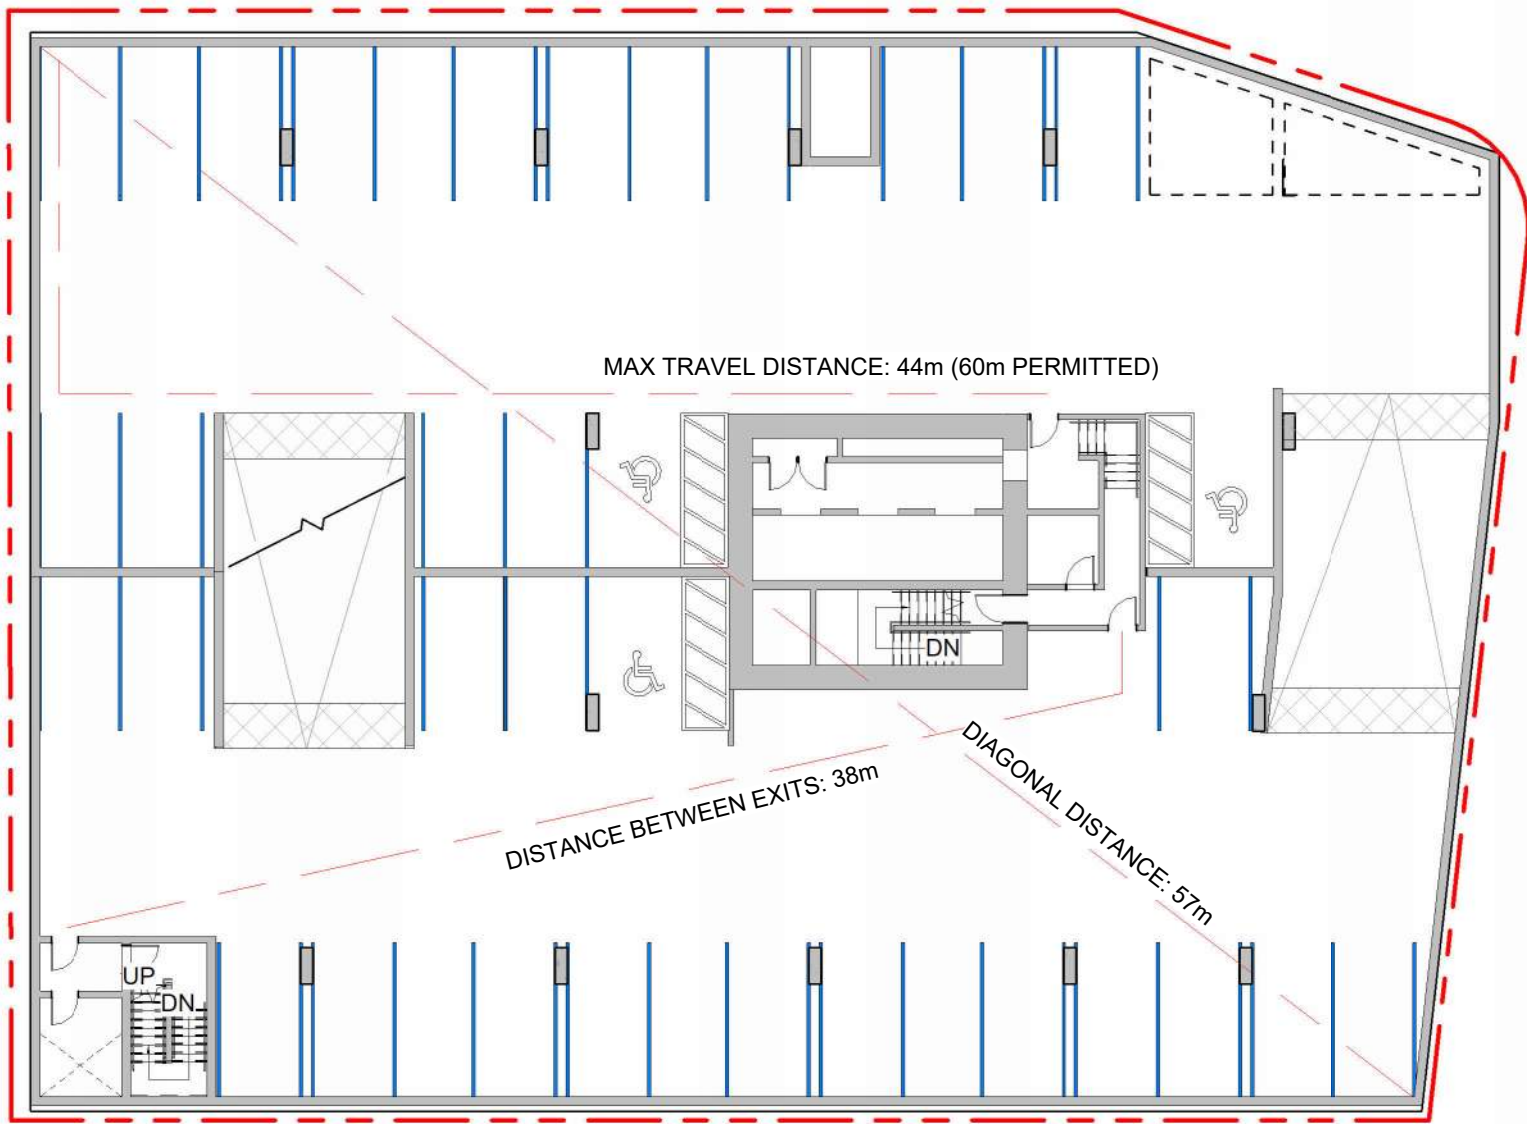 MAX TRAVEL DISTANCE: 44m (60m PERMITTED)
DN
DISTANCE BETWEEN EXITS: 38m
DIAGONAL DISTANCE: 57m
UP
DN